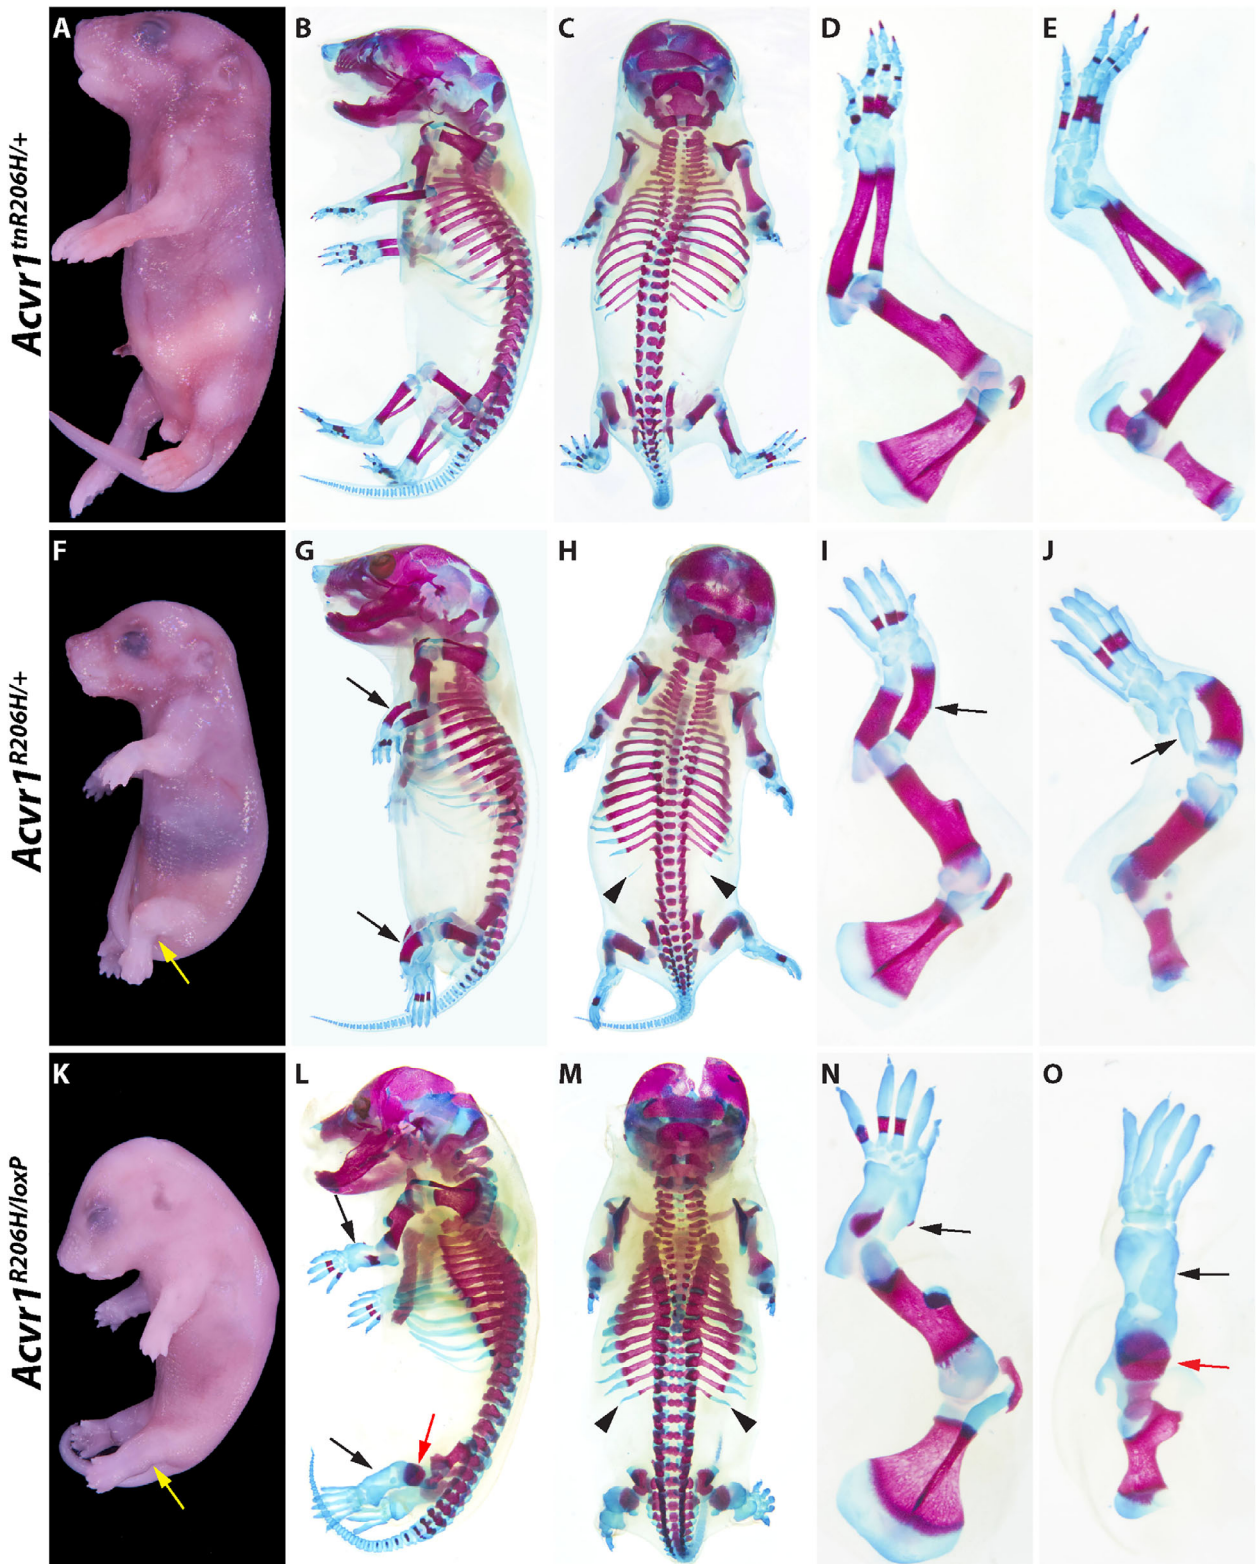 Acvr1tnR206H/+
A
B
C
D
E
Acvr1R206H/+
F
G
H
I
J
Acvr1R206H/loxP
K
L
M
N
O